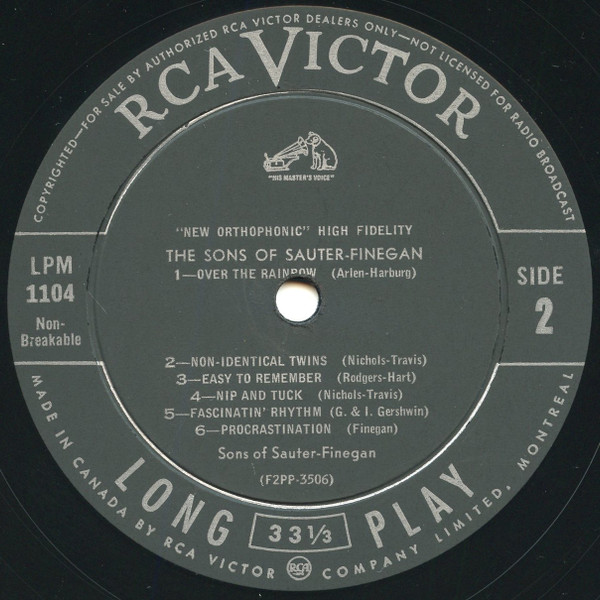 COPYRIGHTED—FOR SALE BY AUTHORIZED RCA VICTOR DEALERS ONLY—NOT LICENSED FOR RADIO BROADCAST
RCA VICTOR
"HIS MASTER'S VOICE"
"NEW ORTHOPHONIC" HIGH FIDELITY
THE SONS OF SAUTER-FINEGAN
1—OVER THE RAINBOW (Arlen-Harburg)
LPM
1104
Non-
Breakable
SIDE
2
2—NON-IDENTICAL TWINS (Nichols-Travis)
3—EASY TO REMEMBER (Rodgers-Hart)
4—NIP AND TUCK (Nichols-Travis)
5—FASCINATIN' RHYTHM (G. & I. Gershwin)
6—PROCRASTINATION (Finegan)
Sons of Sauter-Finegan
(F2PP-3506)
LONG 33 1/3 PLAY
MADE IN CANADA BY RCA VICTOR RCA COMPANY LIMITED, MONTREAL